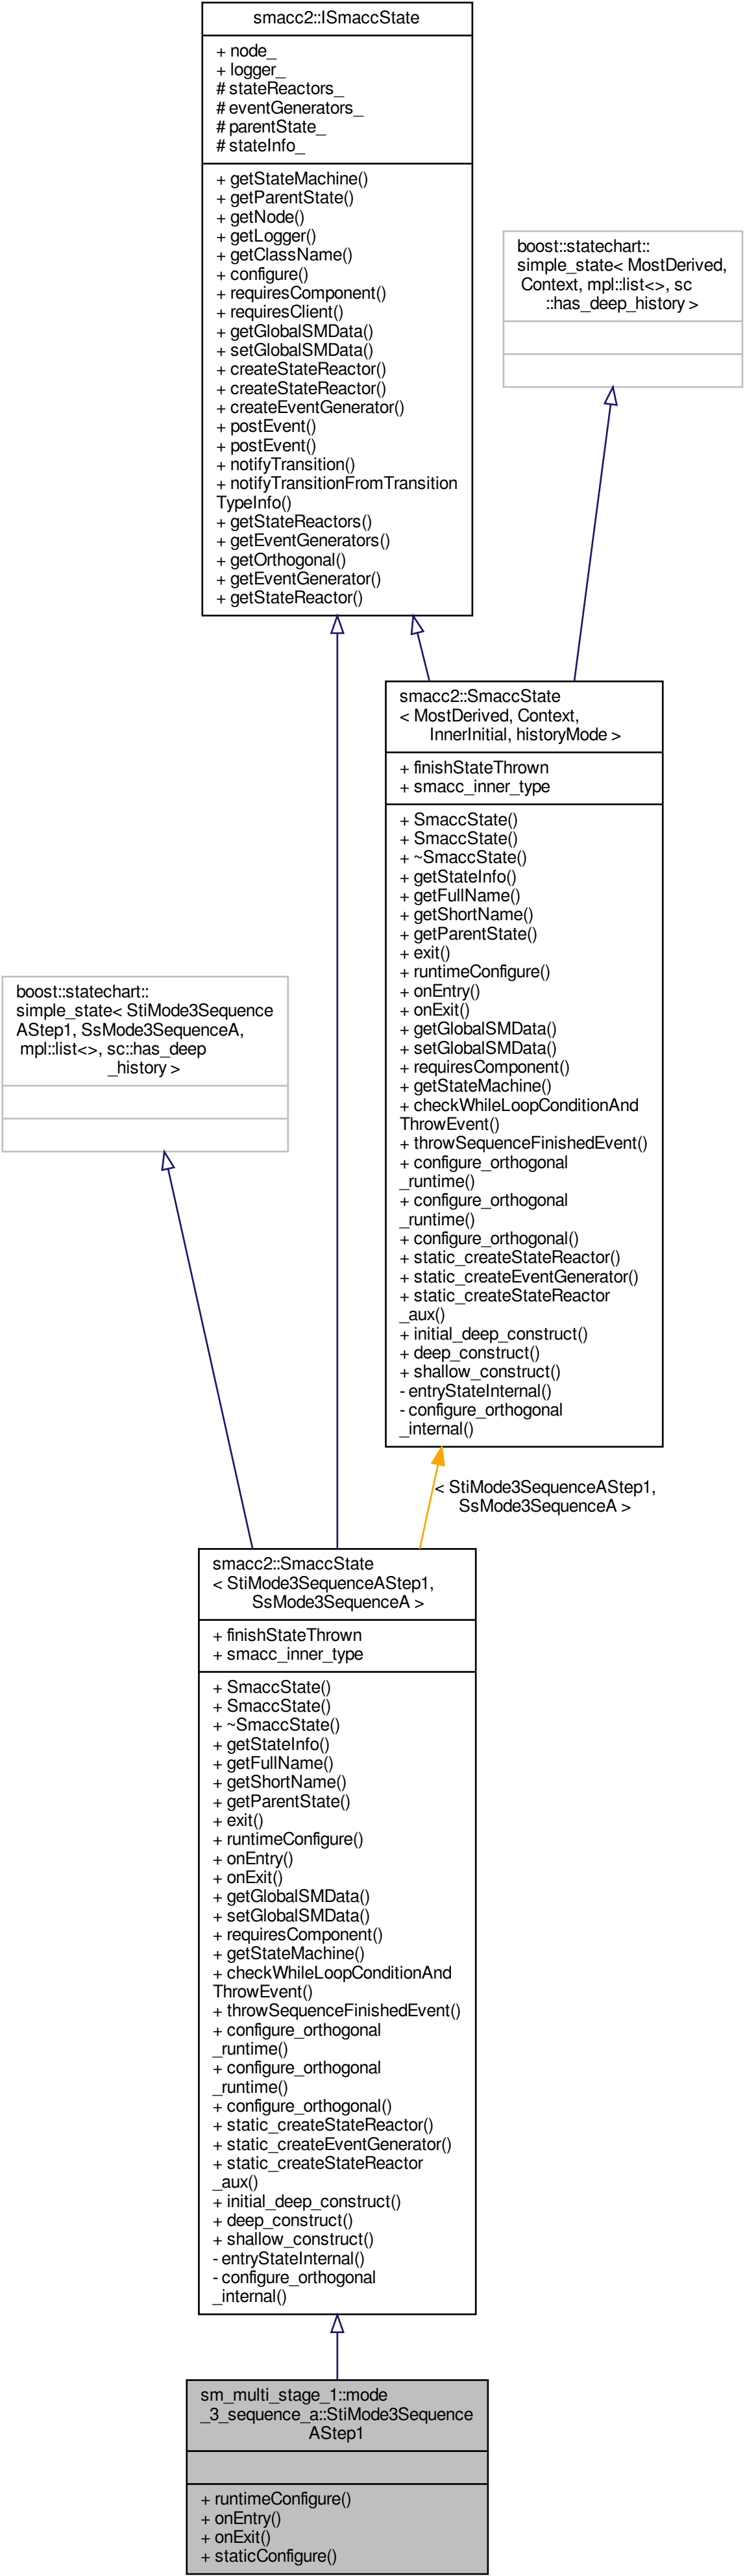 smacc2::ISmaccState
+ node_
+ logger_
# stateReactors_
# eventGenerators_
# parentState_
# stateInfo_
+ getStateMachine()
+ getParentState()
+ getNode()
+ getLogger()
+ getClassName()
+ configure()
+ requiresComponent()
+ requiresClient()
+ getGlobalSMData()
+ setGlobalSMData()
+ createStateReactor()
+ createStateReactor()
+ createEventGenerator()
+ postEvent()
+ postEvent()
+ notifyTransition()
+ notifyTransitionFromTransition
TypeInfo()
+ getStateReactors()
+ getEventGenerators()
+ getOrthogonal()
+ getEventGenerator()
+ getStateReactor()
boost::statechart::
simple_state< MostDerived,
Context, mpl::list<>, sc
::has_deep_history >
smacc2::SmaccState
< MostDerived, Context,
InnerInitial, historyMode >
+ finishStateThrown
+ smacc_inner_type
+ SmaccState()
+ SmaccState()
+ ~SmaccState()
+ getStateInfo()
+ getFullName()
+ getShortName()
+ getParentState()
+ exit()
+ runtimeConfigure()
+ onEntry()
+ onExit()
+ getGlobalSMData()
+ setGlobalSMData()
+ requiresComponent()
+ getStateMachine()
+ checkWhileLoopConditionAnd
ThrowEvent()
+ throwSequenceFinishedEvent()
+ configure_orthogonal
_runtime()
+ configure_orthogonal
_runtime()
+ configure_orthogonal()
+ static_createStateReactor()
+ static_createEventGenerator()
+ static_createStateReactor
_aux()
+ initial_deep_construct()
+ deep_construct()
+ shallow_construct()
- entryStateInternal()
- configure_orthogonal
_internal()
boost::statechart::
simple_state< StiMode3Sequence
AStep1, SsMode3SequenceA,
mpl::list<>, sc::has_deep
_history >
< StiMode3SequenceAStep1,
SsMode3SequenceA >
smacc2::SmaccState
< StiMode3SequenceAStep1,
SsMode3SequenceA >
+ finishStateThrown
+ smacc_inner_type
+ SmaccState()
+ SmaccState()
+ ~SmaccState()
+ getStateInfo()
+ getFullName()
+ getShortName()
+ getParentState()
+ exit()
+ runtimeConfigure()
+ onEntry()
+ onExit()
+ getGlobalSMData()
+ setGlobalSMData()
+ requiresComponent()
+ getStateMachine()
+ checkWhileLoopConditionAnd
ThrowEvent()
+ throwSequenceFinishedEvent()
+ configure_orthogonal
_runtime()
+ configure_orthogonal
_runtime()
+ configure_orthogonal()
+ static_createStateReactor()
+ static_createEventGenerator()
+ static_createStateReactor
_aux()
+ initial_deep_construct()
+ deep_construct()
+ shallow_construct()
- entryStateInternal()
- configure_orthogonal
_internal()
sm_multi_stage_1::mode
_3_sequence_a::StiMode3Sequence
AStep1
+ runtimeConfigure()
+ onEntry()
+ onExit()
+ staticConfigure()